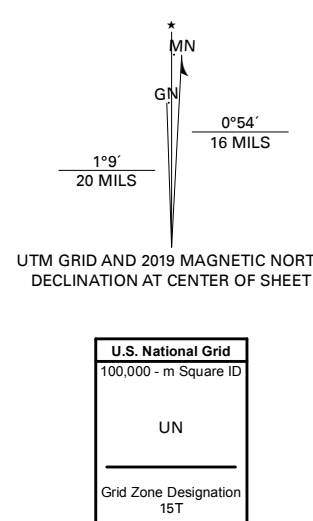 ★
MN
GN
0°54´
16 MILS
1°9´
20 MILS
UTM GRID AND 2019 MAGNETIC NORT
DECLINATION AT CENTER OF SHEET
U.S. National Grid
100,000 - m Square ID
UN
Grid Zone Designation
15T